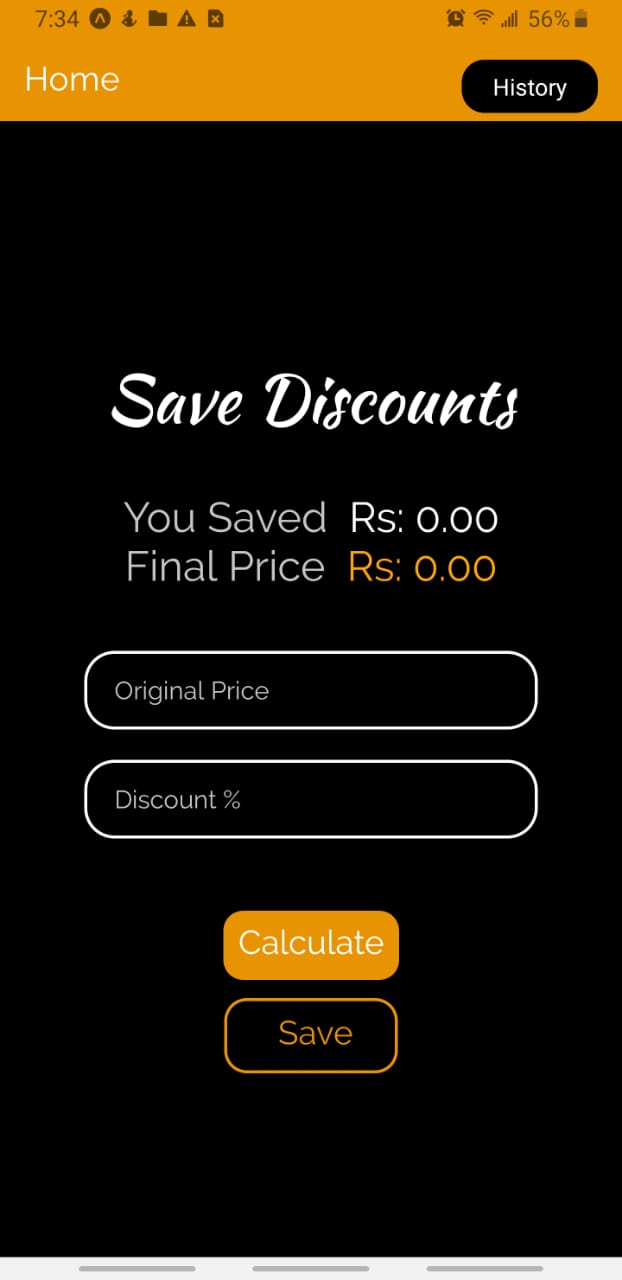 7:34 56%
Home
History
Save Discounts
You Saved Rs: 0.00
Final Price Rs: 0.00
Original Price
Discount %
Calculate
Save